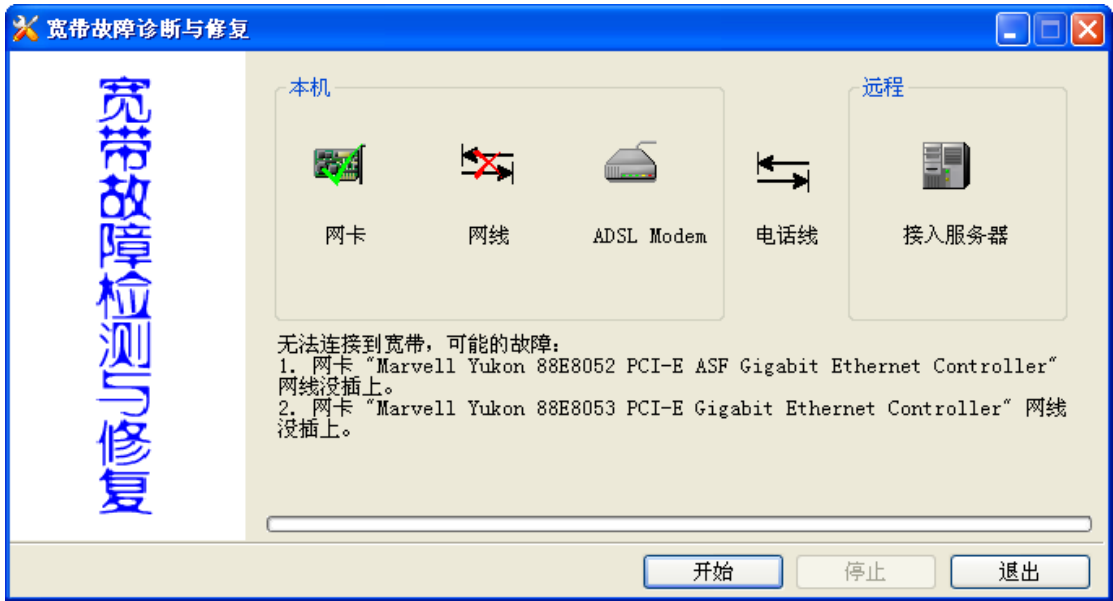 宽带故障诊断与修复
宽带故障检测与修复
本机
远程
网卡
网线
ADSL Modem
电话线
接入服务器
无法连接到宽带，可能的故障：
1. 网卡 "Marvell Yukon 88E8052 PCI-E ASF Gigabit Ethernet Controller"
网线没插上。
2. 网卡 "Marvell Yukon 88E8053 PCI-E Gigabit Ethernet Controller" 网线
没插上。
开始
停止
退出